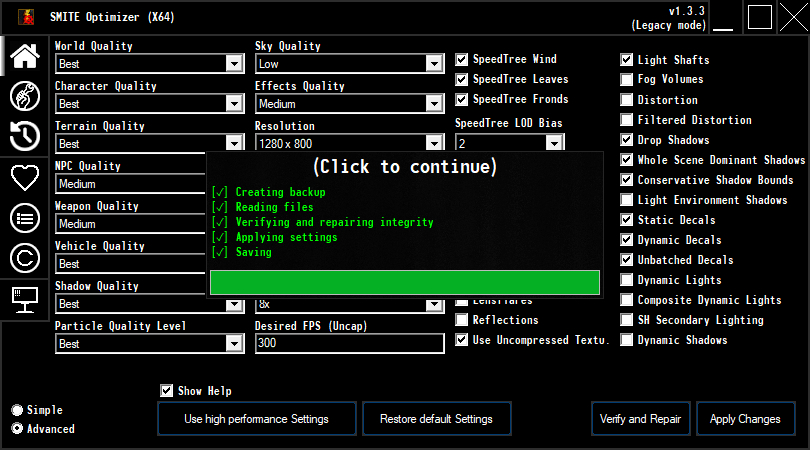 SMITE Optimizer (X64)
v1.3.3
(Legacy mode)
World Quality
Best
Character Quality
Best
Terrain Quality
Best
NPC Quality
Medium
Weapon Quality
Medium
Vehicle Quality
Best
Shadow Quality
Best
Particle Quality Level
Best
Sky Quality
Low
Effects Quality
Medium
Resolution
1280 x 800
8x
Desired FPS (Uncap)
300
SpeedTree Wind
SpeedTree Leaves
SpeedTree Fronds
SpeedTree LOD Bias
2
Lensflares
Reflections
Use Uncompressed Textu.
Light Shafts
Fog Volumes
Distortion
Filtered Distortion
Drop Shadows
Whole Scene Dominant Shadows
Conservative Shadow Bounds
Light Environment Shadows
Static Decals
Dynamic Decals
Unbatched Decals
Dynamic Lights
Composite Dynamic Lights
SH Secondary Lighting
Dynamic Shadows
(Click to continue)
[✓] Creating backup
[✓] Reading files
[✓] Verifying and repairing integrity
[✓] Applying settings
[✓] Saving
Show Help
Simple
Advanced
Use high performance Settings
Restore default Settings
Verify and Repair
Apply Changes